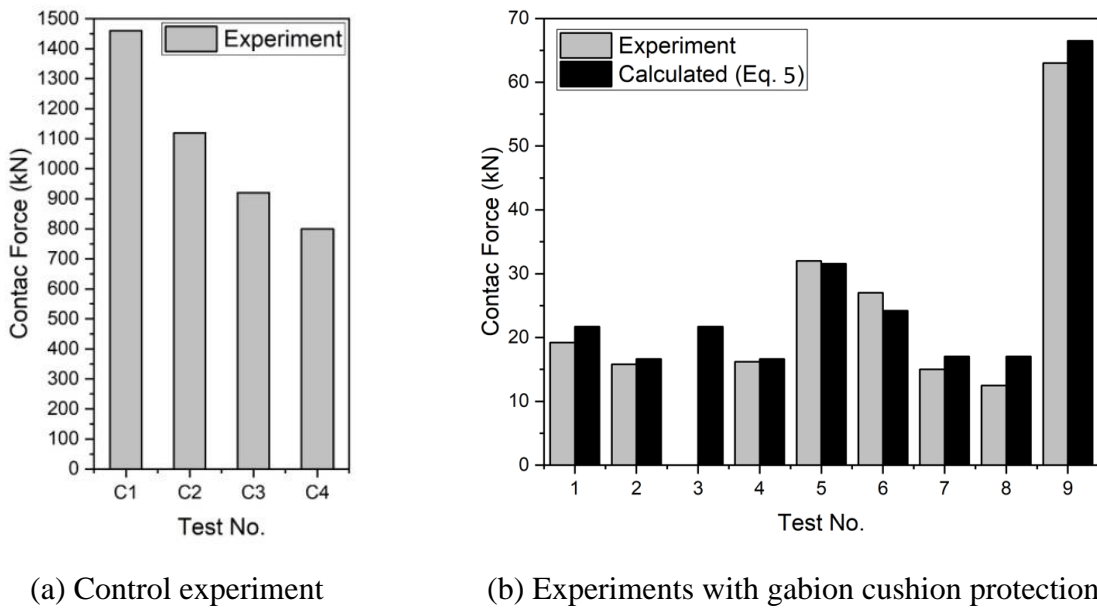 1500
1400
1300
1200
1100
1000
900
800
700
600
500
400
300
200
100
0
Contac Force (kN)
Experiment
C1 C2 C3 C4
Test No.
70
60
50
40
30
20
10
0
Contac Force (kN)
Experiment
Calculated (Eq. 5)
1 2 3 4 5 6 7 8 9
Test No.
(a) Control experiment
(b) Experiments with gabion cushion protection